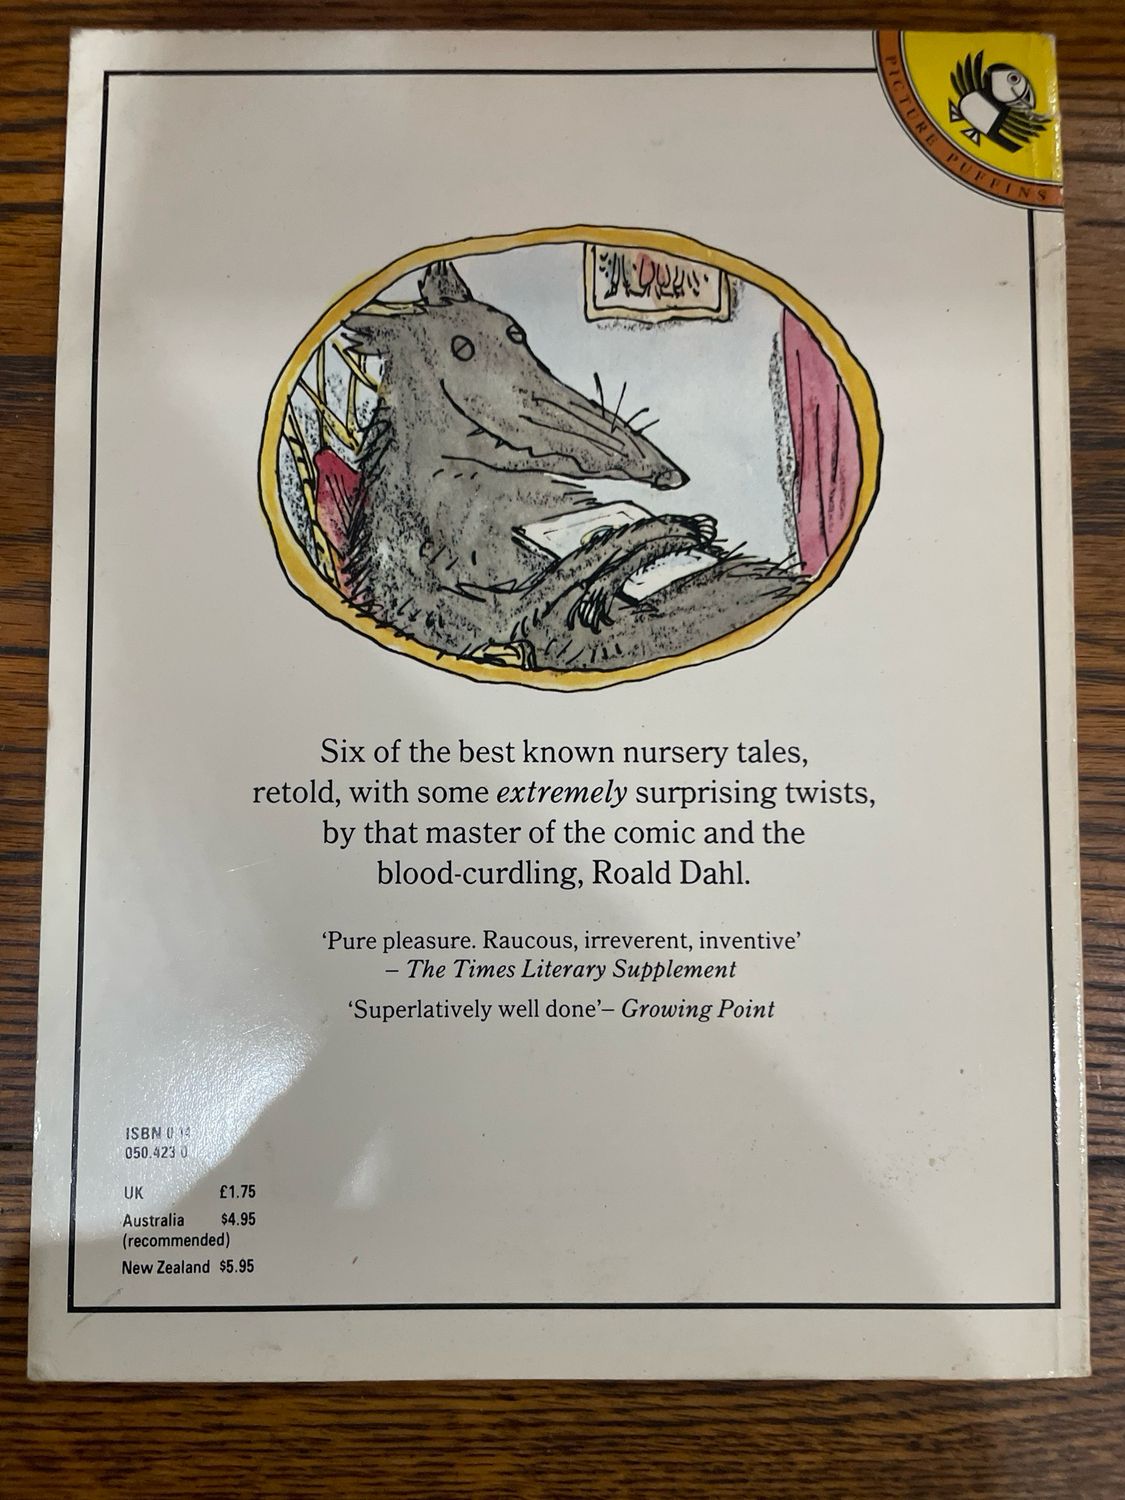 PICTURE PUFFINS
Six of the best known nursery tales,
retold, with some extremely surprising twists,
by that master of the comic and the
blood-curdling, Roald Dahl.
‘Pure pleasure. Raucous, irreverent, inventive’
– The Times Literary Supplement
‘Superlatively well done’– Growing Point
ISBN 0 14
050.423 0
UK £1.75
Australia $4.95
(recommended)
New Zealand $5.95